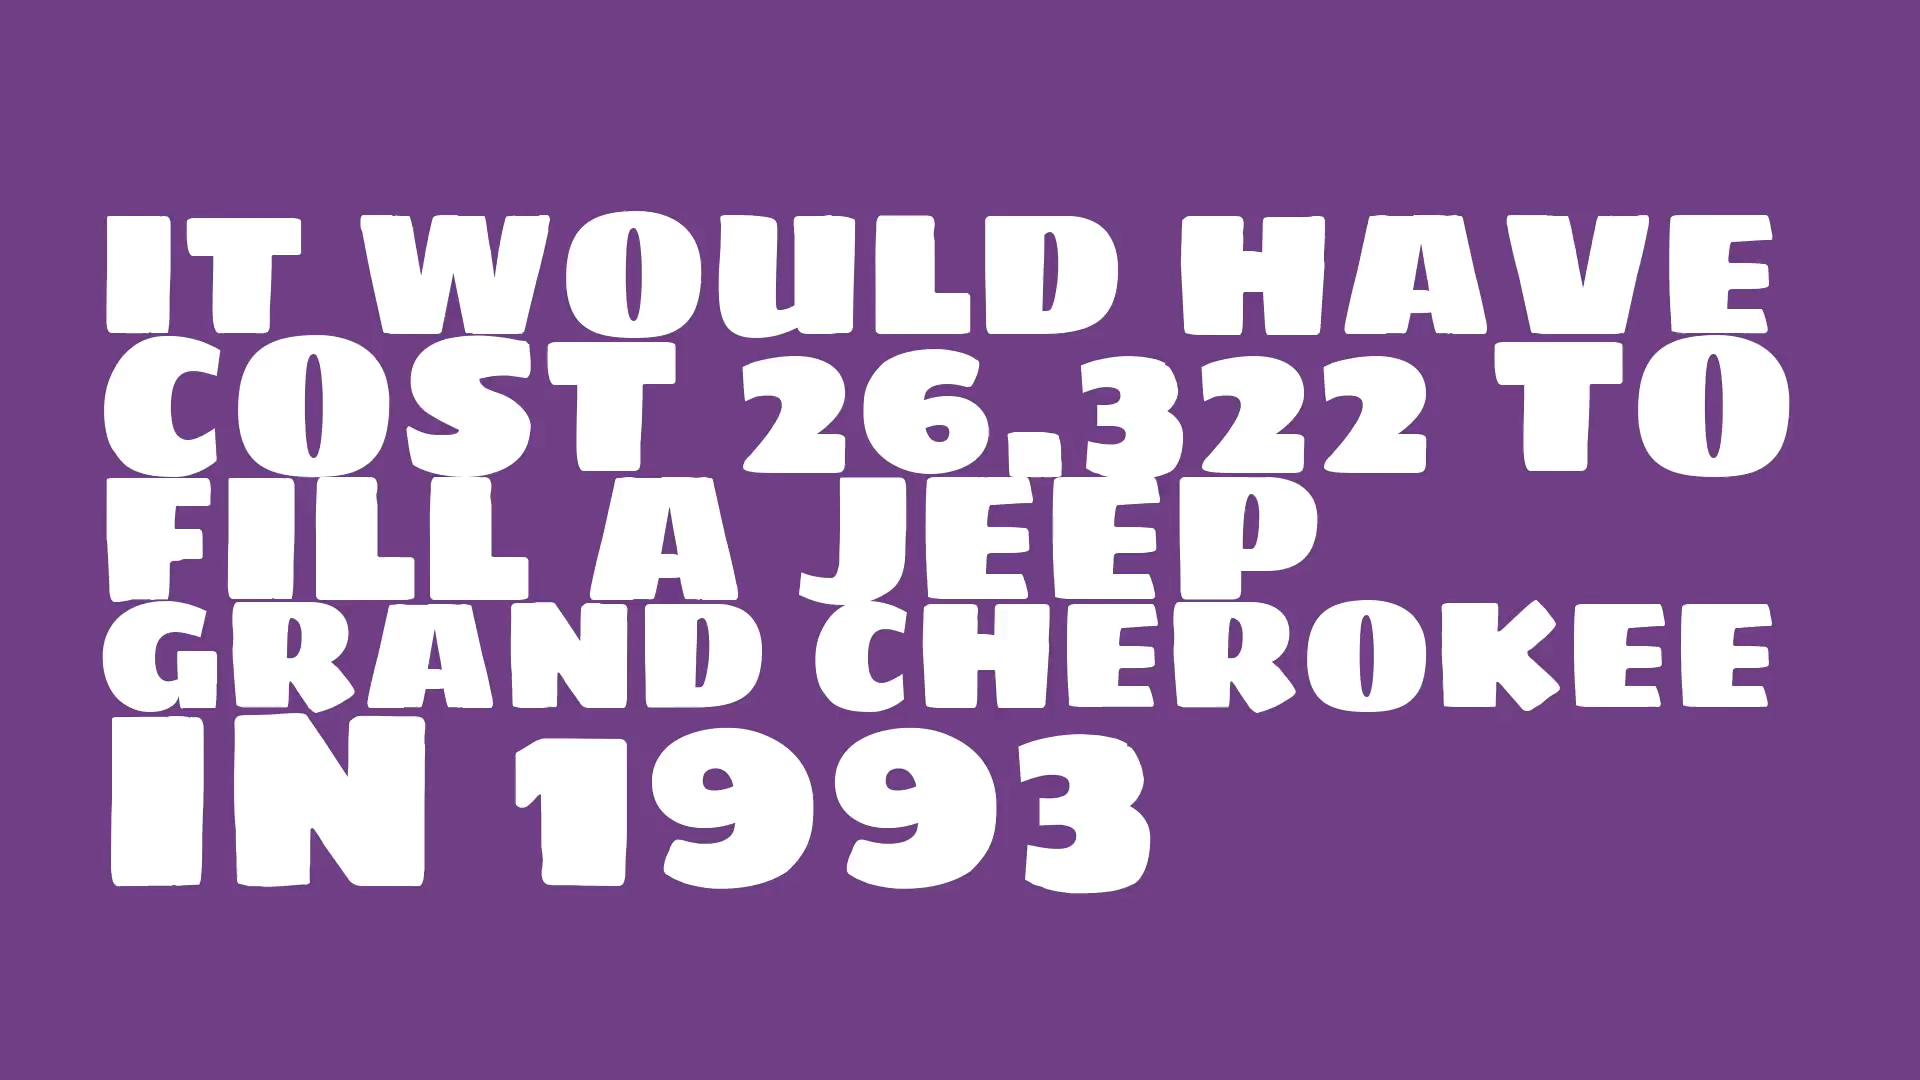 IT WOULD HAVE
COST 26.322 TO
FILL A JEEP
GRAND CHEROKEE
IN 1993